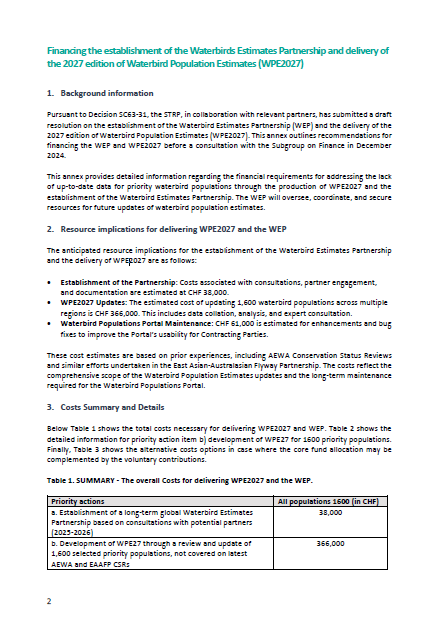 Financing the establishment of the Waterbirds Estimates Partnership and delivery of
the 2027 edition of Waterbird Population Estimates (WPE2027)
1. Background information
Pursuant to Decision SC63-31, the STRP, in collaboration with relevant partners, has submitted a draft
resolution on the establishment of the Waterbird Estimates Partnership (WEP) and the delivery of the
2027 edition of Waterbird Population Estimates (WPE2027). This annex outlines recommendations for
financing the WEP and WPE2027 before a consultation with the Subgroup on Finance in December
2024.
This annex provides detailed information regarding the financial requirements for addressing the lack
of up-to-date data for priority waterbird populations through the production of WPE2027 and the
establishment of the Waterbird Estimates Partnership. The WEP will oversee, coordinate, and secure
resources for future updates of waterbird population estimates.
2. Resource implications for delivering WPE2027 and the WEP
The anticipated resource implications for the establishment of the Waterbird Estimates Partnership
and the delivery of WPE2027 are as follows:
• Establishment of the Partnership: Costs associated with consultations, partner engagement,
and documentation are estimated at CHF 38,000.
• WPE2027 Updates: The estimated cost of updating 1,600 waterbird populations across multiple
regions is CHF 366,000. This includes data collation, analysis, and expert consultation.
• Waterbird Populations Portal Maintenance: CHF 61,000 is estimated for enhancements and bug
fixes to improve the Portal's usability for Contracting Parties.
These cost estimates are based on prior experiences, including AEWA Conservation Status Reviews
and similar efforts undertaken in the East Asian-Australasian Flyway Partnership. The costs reflect the
comprehensive scope of the Waterbird Population Estimates updates and the long-term maintenance
required for the Waterbird Populations Portal.
3. Costs Summary and Details
Below Table 1 shows the total costs necessary for delivering WPE2027 and WEP. Table 2 shows the
detailed information for priority action item b) development of WPE27 for 1600 priority populations.
Finally, Table 3 shows the alternative costs options in case where the core fund allocation may be
complemented by the voluntary contributions.
Table 1. SUMMARY - The overall Costs for delivering WPE2027 and the WEP.
Priority actions All populations 1600 (in CHF)
a. Establishment of a long-term global Waterbird Estimates 38,000
Partnership based on consultations with potential partners
(2025-2026)
b. Development of WPE27 through a review and update of 366,000
1,600 selected priority populations, not covered on latest
AEWA and EAAFP CSRs
2